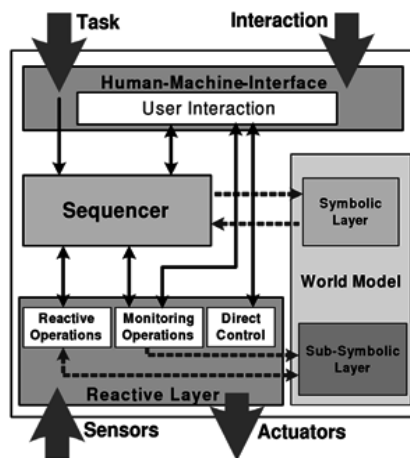 Task
Interaction
Human-Machine-Interface
User Interaction
Sequencer
Symbolic
Layer
World Model
Reactive
Operations
Monitoring
Operations
Direct
Control
Sub-Symbolic
Layer
Reactive Layer
Sensors
Actuators